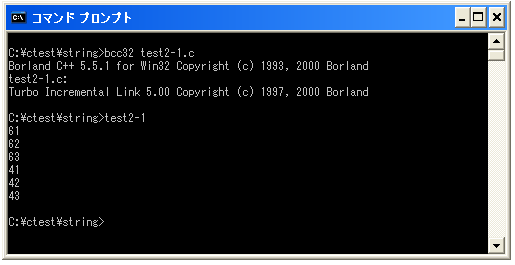 コマンド プロンプト
C:¥ctest¥string>bcc32 test2-1.c
Borland C++ 5.5.1 for Win32 Copyright (c) 1993, 2000 Borland
test2-1.c:
Turbo Incremental Link 5.00 Copyright (c) 1997, 2000 Borland
C:¥ctest¥string>test2-1
61
62
63
41
42
43
C:¥ctest¥string>